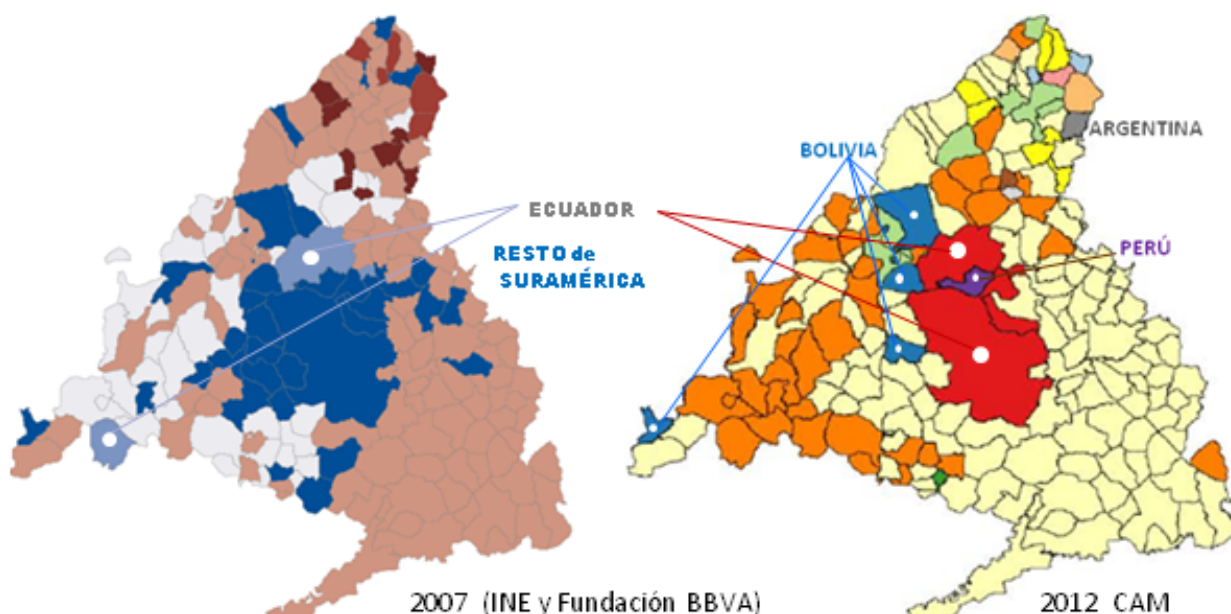 ARGENTINA
BOLIVIA
ECUADOR
PERÚ
RESTO de
SURAMÉRICA
2007 (INE y Fundación BBVA)
2012 CAM